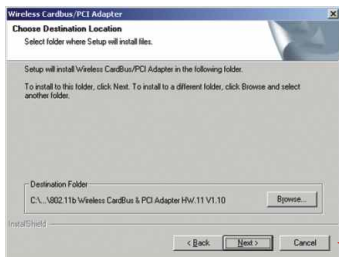 Wireless Cardbus/PCI Adapter
Choose Destination Location
Select folder where Setup will install files.
Setup will install Wireless CardBus/PCI Adapter in the following folder.
To install to this folder, click Next. To install to a different folder, click Browse and select
another folder.
Destination Folder
C:\...\802.11b Wireless CardBus & PCI Adapter HW.11 V1.10
Browse...
InstallShield
< Back
Next >
Cancel